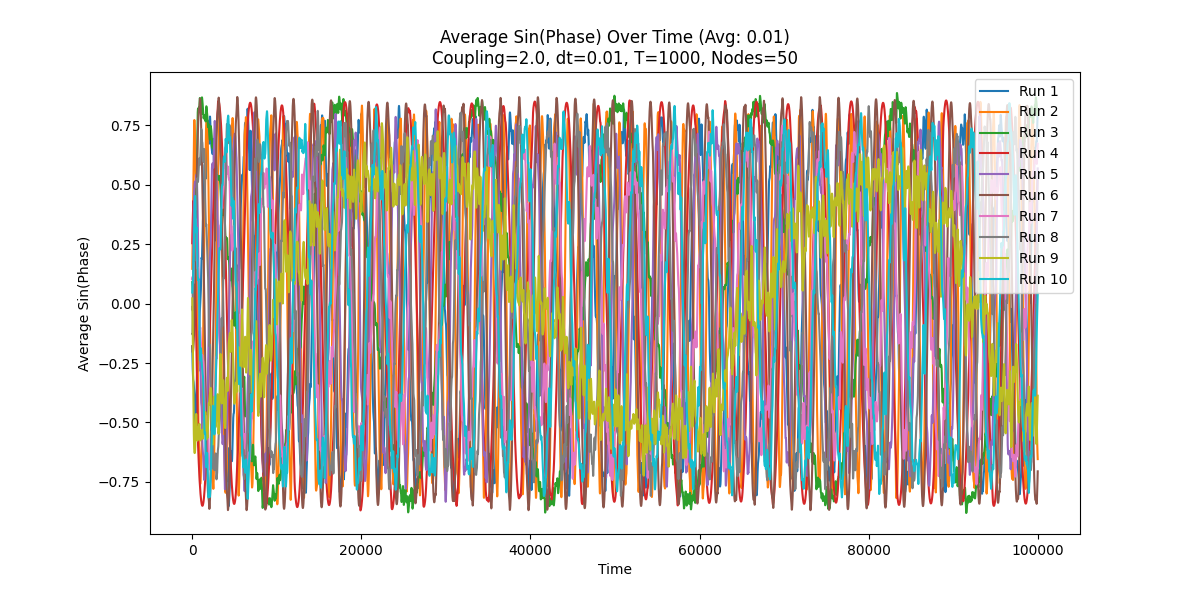 Average Sin(Phase) Over Time (Avg: 0.01)
Coupling=2.0, dt=0.01, T=1000, Nodes=50
Average Sin(Phase)
0.75
0.50
0.25
0.00
−0.25
−0.50
−0.75
0
20000
40000
60000
80000
100000
Time
Run 1
Run 2
Run 3
Run 4
Run 5
Run 6
Run 7
Run 8
Run 9
Run 10